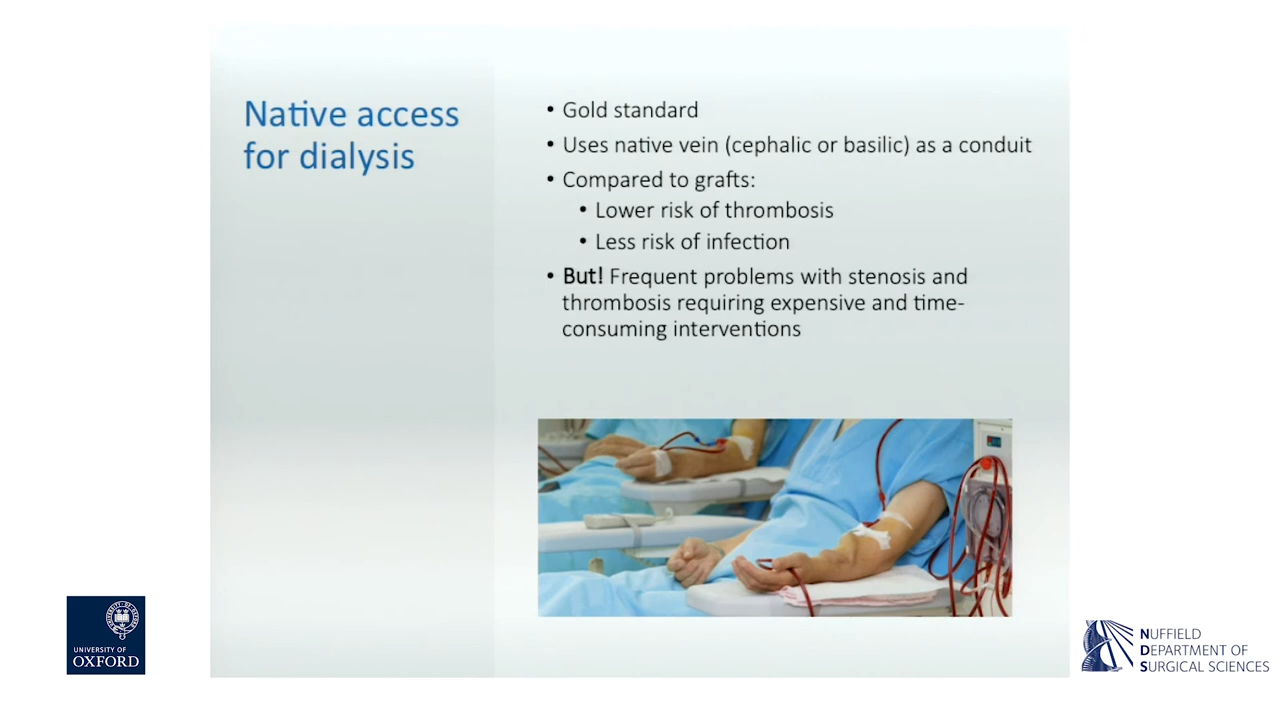 Native access
for dialysis
• Gold standard
• Uses native vein (cephalic or basilic) as a conduit
• Compared to grafts:
• Lower risk of thrombosis
• Less risk of infection
• But! Frequent problems with stenosis and
thrombosis requiring expensive and time-
consuming interventions
UNIVERSITY OF
OXFORD
NUFFIELD
DEPARTMENT OF
SURGICAL SCIENCES